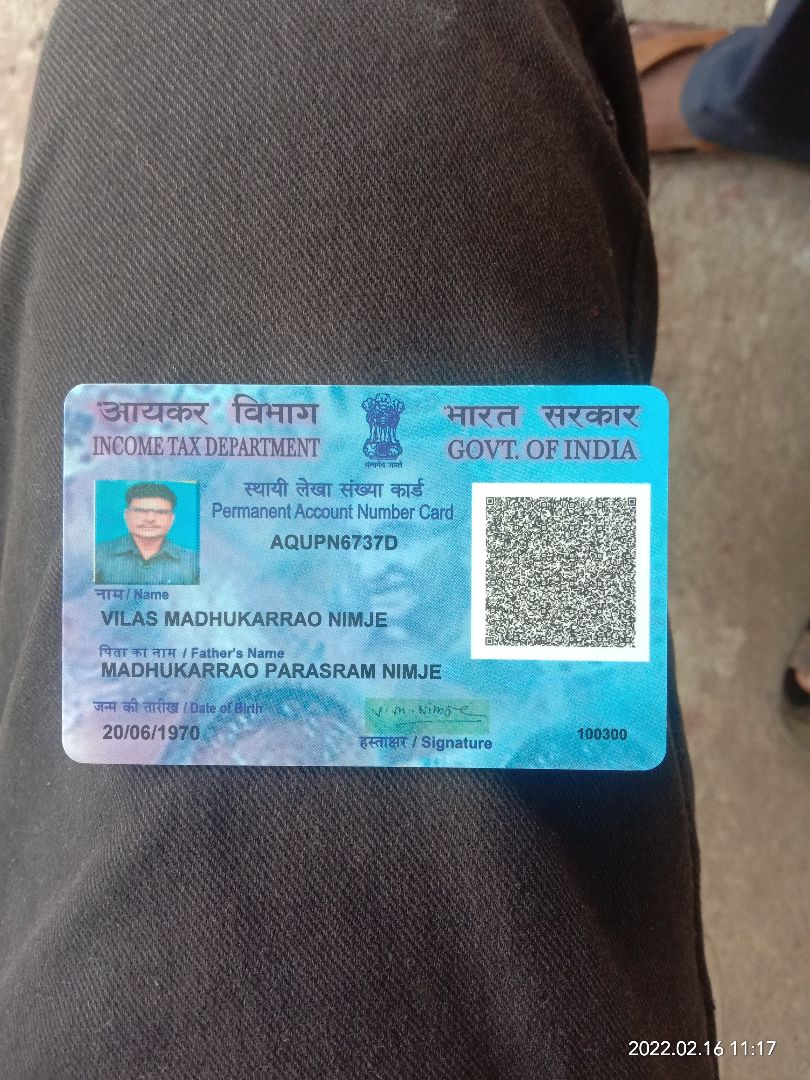 आयकर विभाग
INCOME TAX DEPARTMENT
सत्यमेव जयते
भारत सरकार
GOVT. OF INDIA
स्थायी लेखा संख्या कार्ड
Permanent Account Number Card
AQUPN6737D
नाम / Name
VILAS MADHUKARRAO NIMJE
पिता का नाम / Father's Name
MADHUKARRAO PARASRAM NIMJE
जन्म की तारीख / Date of Birth
20/06/1970
V.M. Nimje
हस्ताक्षर / Signature
100300
2022.02.16 11:17